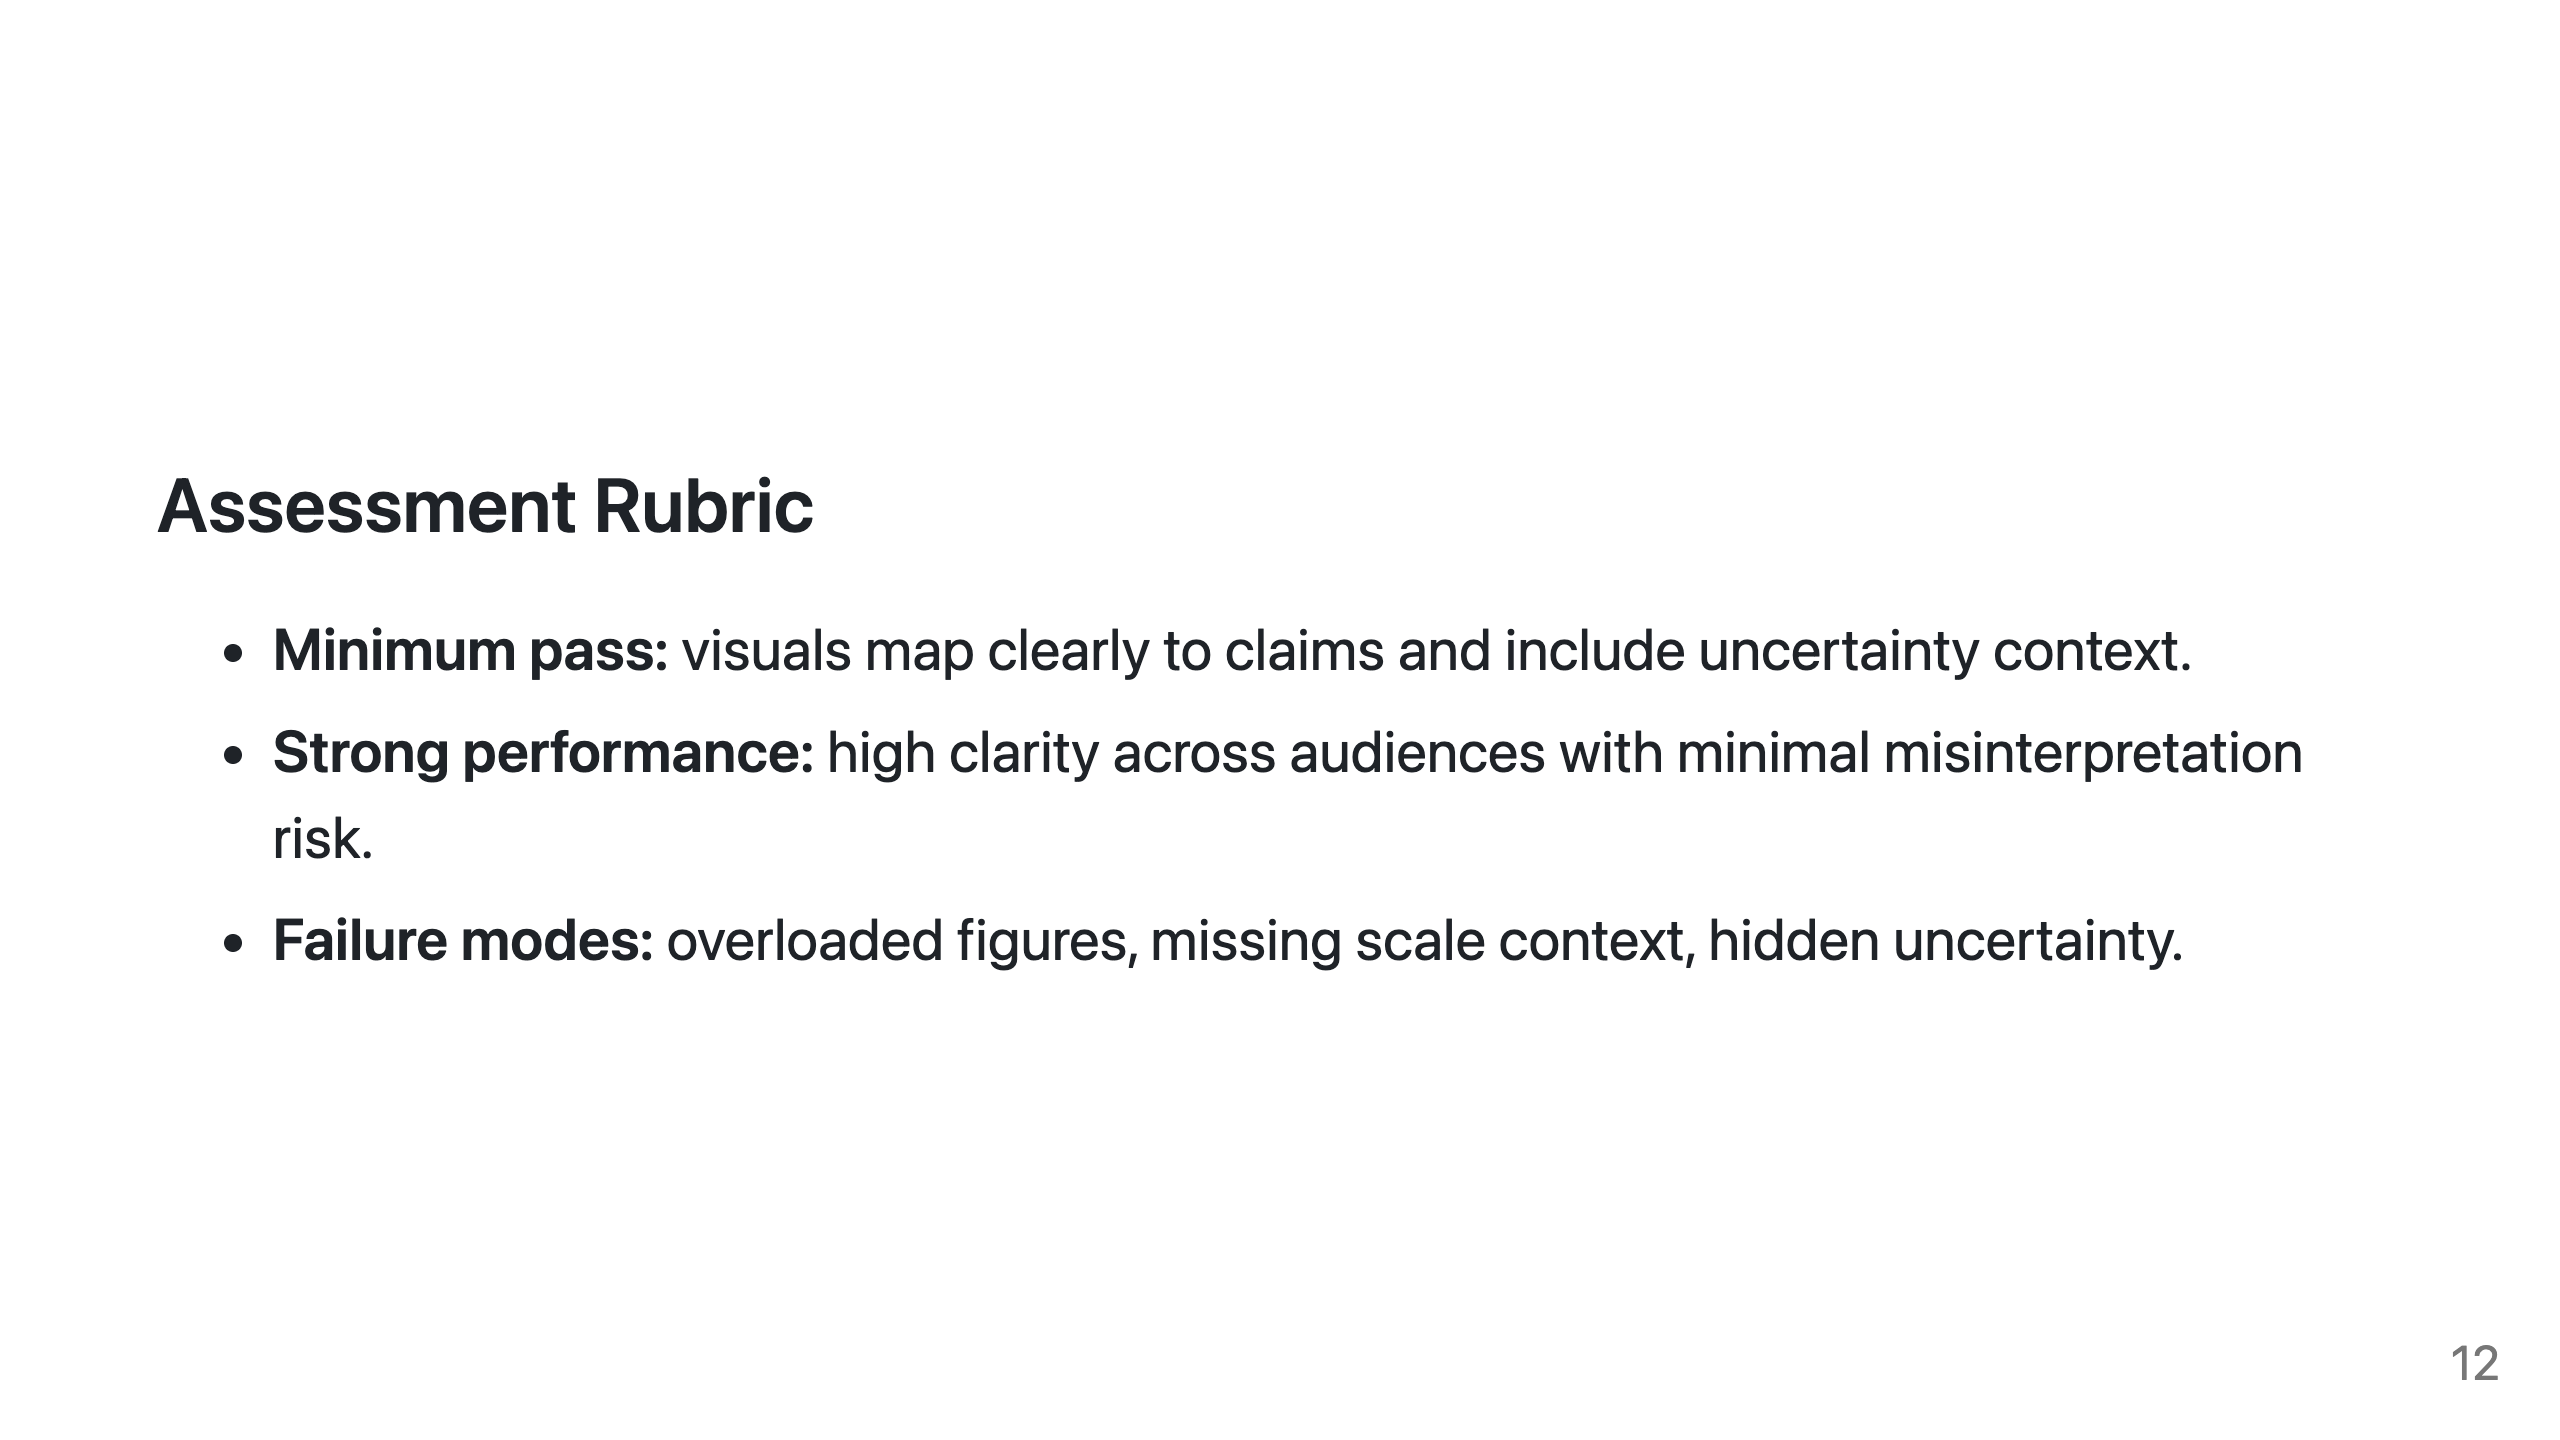 Assessment Rubric
• Minimum pass: visuals map clearly to claims and include uncertainty context.
• Strong performance: high clarity across audiences with minimal misinterpretation
risk.
• Failure modes: overloaded figures, missing scale context, hidden uncertainty.
12